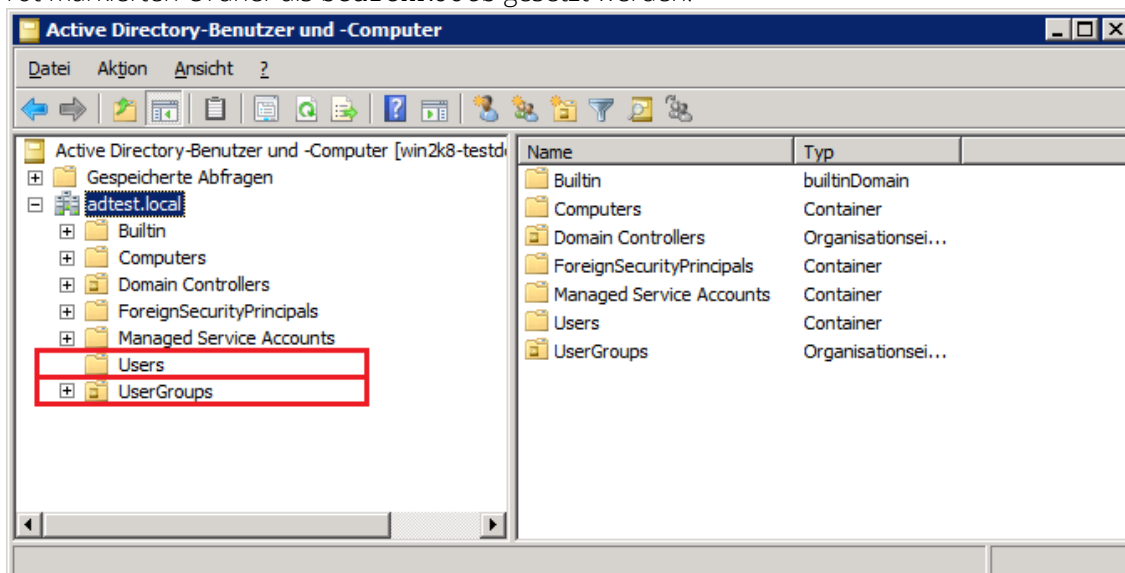 Active Directory-Benutzer und -Computer
Datei Aktion Ansicht ?
Active Directory-Benutzer und -Computer [win2k8-testd
Gespeicherte Abfragen
adtest.local
Builtin
Computers
Domain Controllers
ForeignSecurityPrincipals
Managed Service Accounts
Users
UserGroups
Name Typ
Builtin builtinDomain
Computers Container
Domain Controllers Organisationsei...
ForeignSecurityPrincipals Container
Managed Service Accounts Container
Users Container
UserGroups Organisationsei...